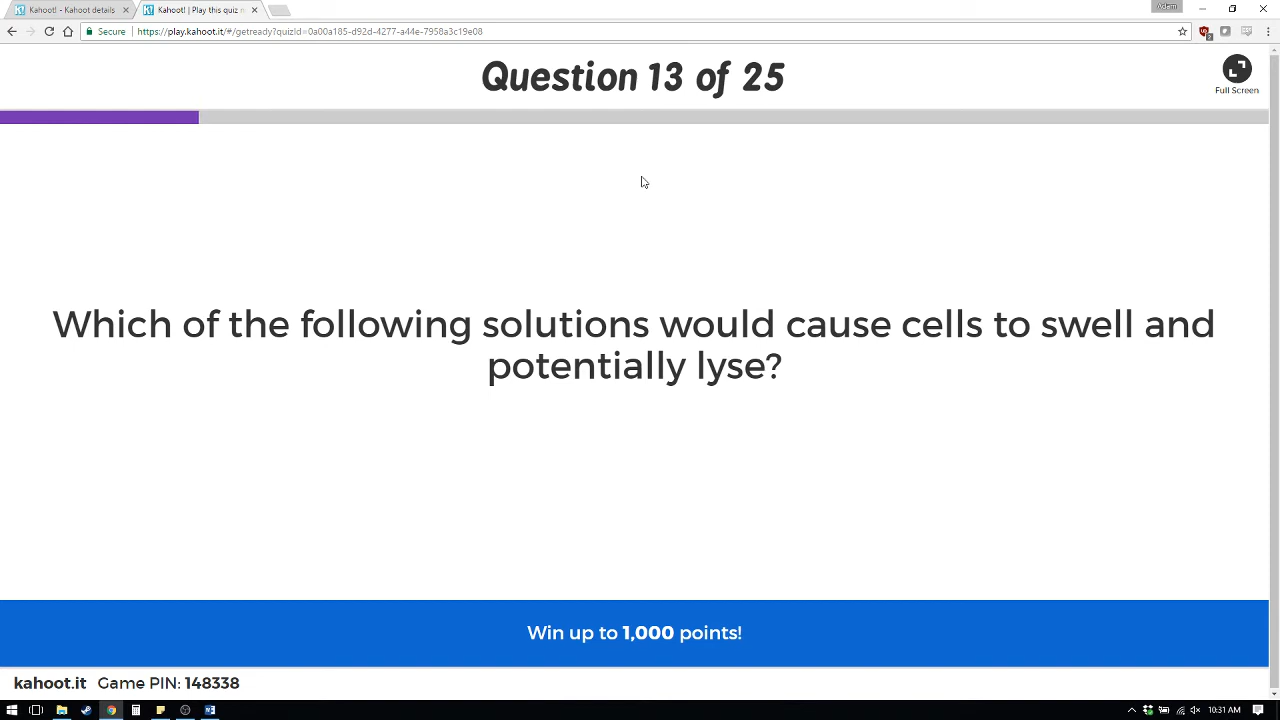 Adam
Kahoot! - Kahoot details
Kahoot! | Play this quiz n
Secure
https://play.kahoot.it/#/getready?quizId=0a00a185-d92d-4277-a44e-7958a3c19e08
Question 13 of 25
Full Screen
Which of the following solutions would cause cells to swell and
potentially lyse?
Win up to 1,000 points!
kahoot.it Game PIN: 148338
10:31 AM